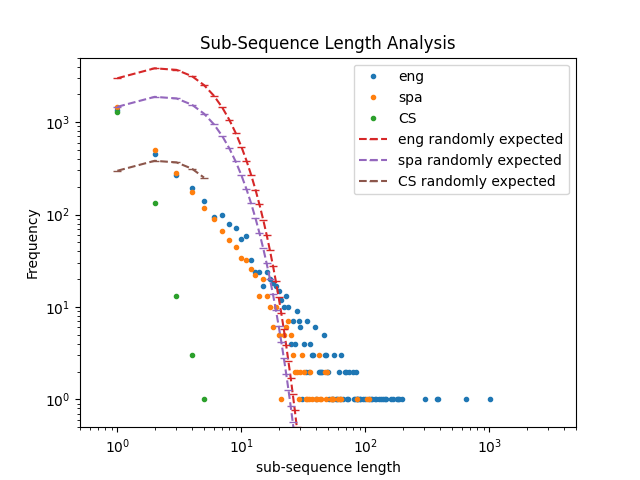 Sub-Sequence Length Analysis
eng
spa
CS
eng randomly expected
spa randomly expected
CS randomly expected
Frequency
10³
10²
10¹
10⁰
10⁰ 10¹ 10² 10³
sub-sequence length